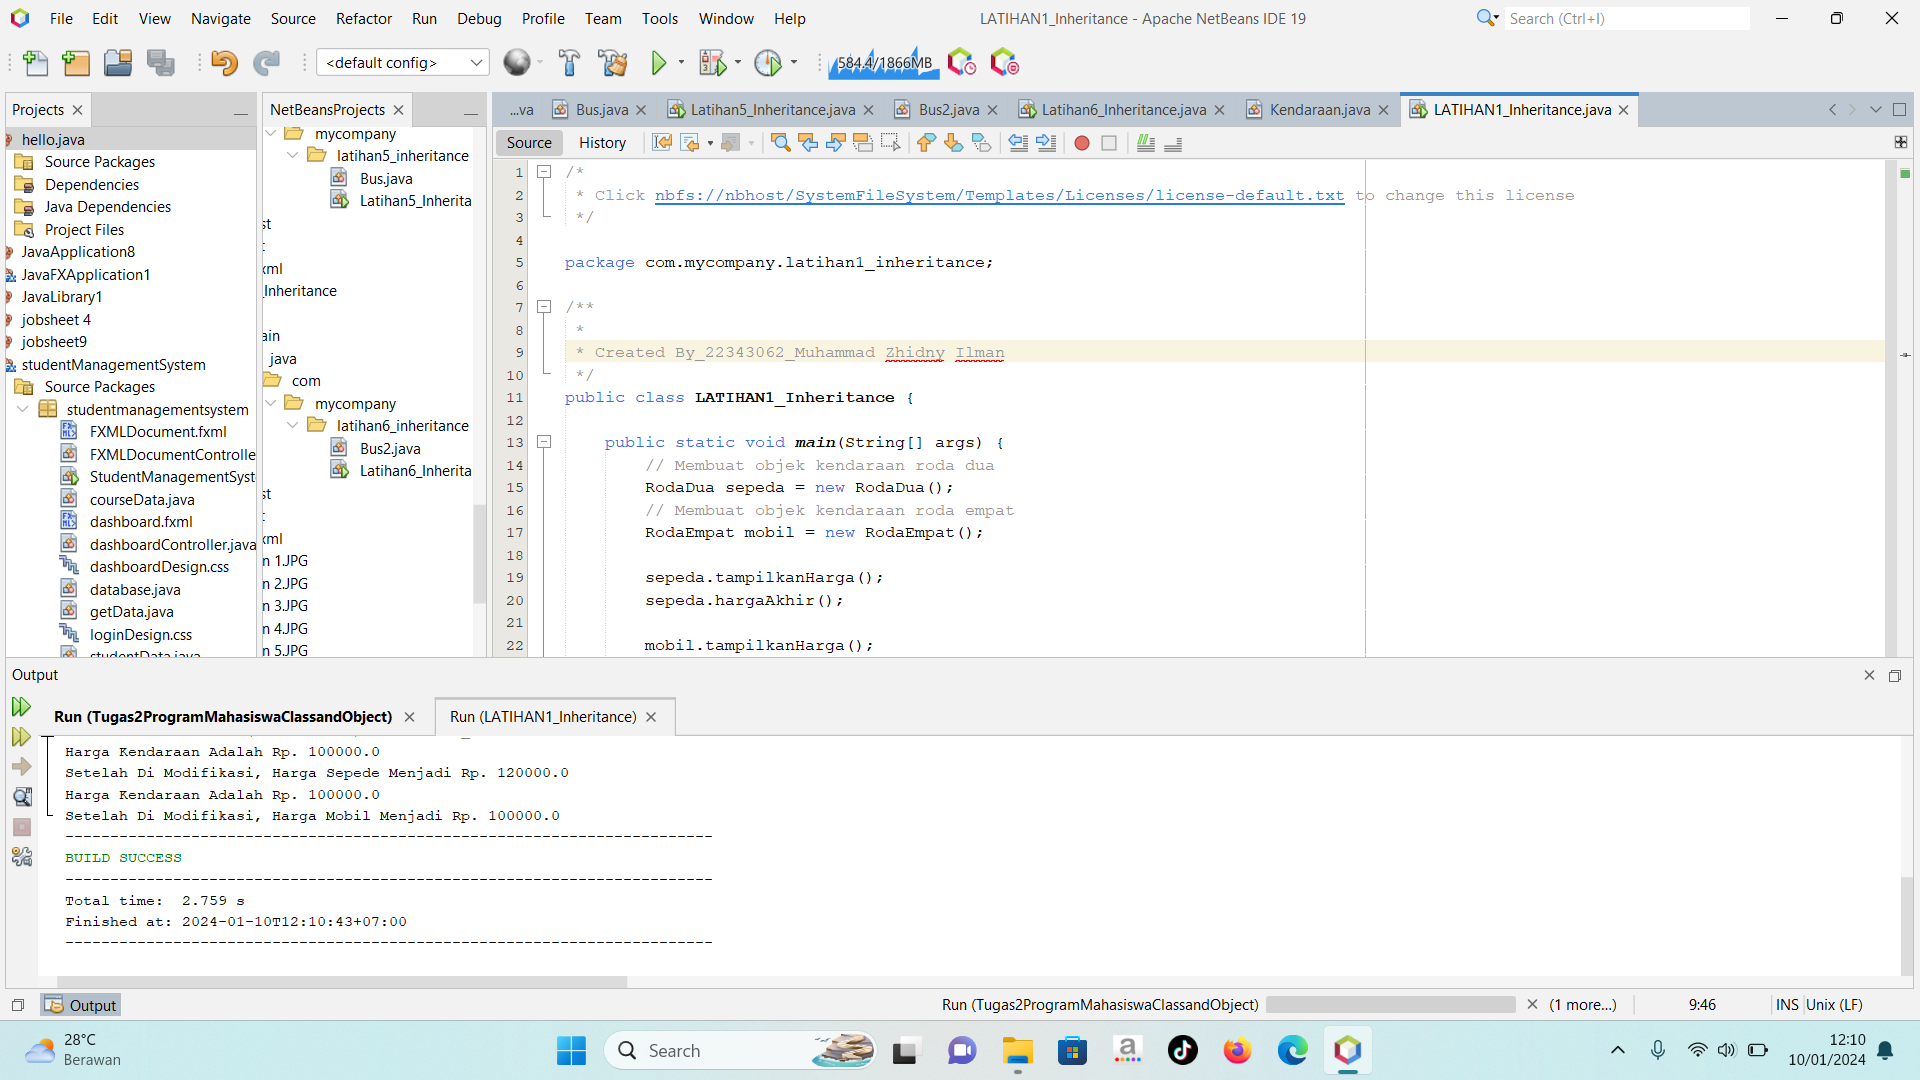 File Edit View Navigate Source Refactor Run Debug Profile Team Tools Window Help
LATIHAN1_Inheritance - Apache NetBeans IDE 19
Search (Ctrl+I)
<default config>
584.4/1866MB
Projects
hello.java
Source Packages
Dependencies
Java Dependencies
Project Files
JavaApplication8
JavaFXApplication1
JavaLibrary1
jobsheet 4
jobsheet9
studentManagementSystem
Source Packages
studentmanagementsystem
FXMLDocument.fxml
FXMLDocumentControlle
StudentManagementSyst
courseData.java
dashboard.fxml
dashboardController.java
dashboardDesign.css
database.java
getData.java
loginDesign.css
studentData.java
NetBeansProjects
mycompany
latihan5_inheritance
Bus.java
Latihan5_Inherita
st
t
xml
_Inheritance
ain
java
com
mycompany
latihan6_inheritance
Bus2.java
Latihan6_Inherita
st
t
xml
n 1.JPG
n 2.JPG
n 3.JPG
n 4.JPG
n 5.JPG
...va Bus.java Latihan5_Inheritance.java Bus2.java Latihan6_Inheritance.java Kendaraan.java LATIHAN1_Inheritance.java
Source History
1 /*
2 * Click nbfs://nbhost/SystemFileSystem/Templates/Licenses/license-default.txt to change this license
3 */
4
5 package com.mycompany.latihan1_inheritance;
6
7 /**
8 *
9 * Created By_22343062_Muhammad Zhidny Ilman
10 */
11 public class LATIHAN1_Inheritance {
12
13 public static void main(String[] args) {
14 // Membuat objek kendaraan roda dua
15 RodaDua sepeda = new RodaDua();
16 // Membuat objek kendaraan roda empat
17 RodaEmpat mobil = new RodaEmpat();
18
19 sepeda.tampilkanHarga();
20 sepeda.hargaAkhir();
21
22 mobil.tampilkanHarga();
Output
Run (Tugas2ProgramMahasiswaClassandObject) Run (LATIHAN1_Inheritance)
Harga Kendaraan Adalah Rp. 100000.0
Setelah Di Modifikasi, Harga Sepede Menjadi Rp. 120000.0
Harga Kendaraan Adalah Rp. 100000.0
Setelah Di Modifikasi, Harga Mobil Menjadi Rp. 100000.0
------------------------------------------------------------------------
BUILD SUCCESS
------------------------------------------------------------------------
Total time: 2.759 s
Finished at: 2024-01-10T12:10:43+07:00
------------------------------------------------------------------------
Output
Run (Tugas2ProgramMahasiswaClassandObject) (1 more...) 9:46 INS Unix (LF)
28°C
Berawan
Search
12:10
10/01/2024